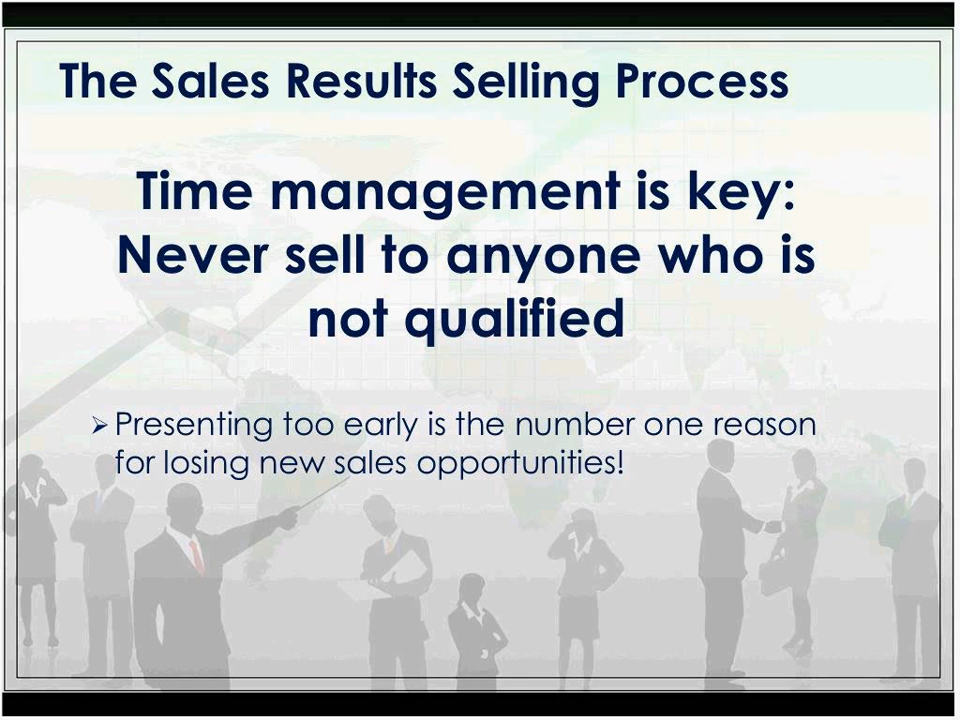 The Sales Results Selling Process
Time management is key:
Never sell to anyone who is
not qualified
➢ Presenting too early is the number one reason
for losing new sales opportunities!